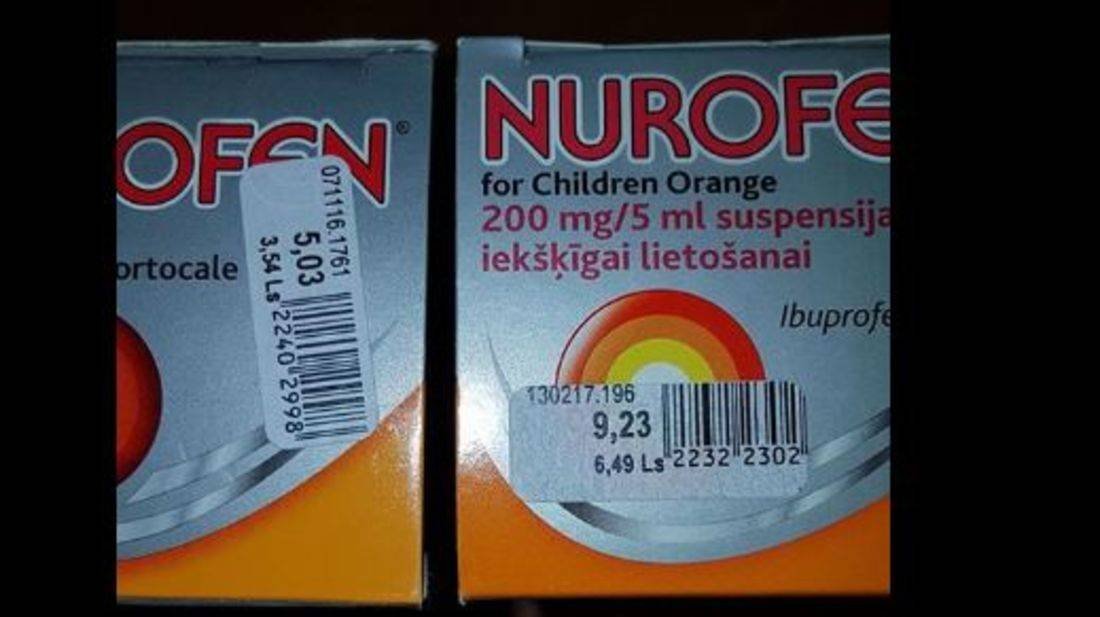 OFEN®
ortocale
071116.1761
5,03
3,54 Ls
2240 2998
NUROFE
for Children Orange
200 mg/5 ml suspensija
iekšķīgai lietošanai
Ibuprofe
130217.196
9,23
6,49 Ls
2232 2302